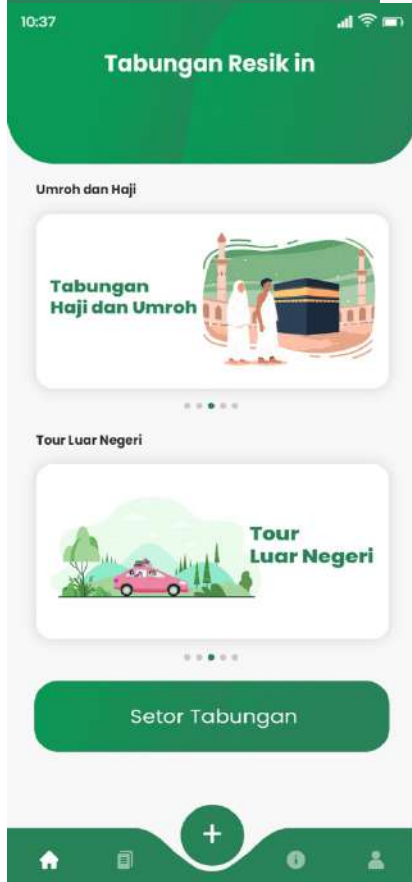 10:37
Tabungan Resik in
Umroh dan Haji
Tabungan
Haji dan Umroh
Tour Luar Negeri
Tour
Luar Negeri
Setor Tabungan